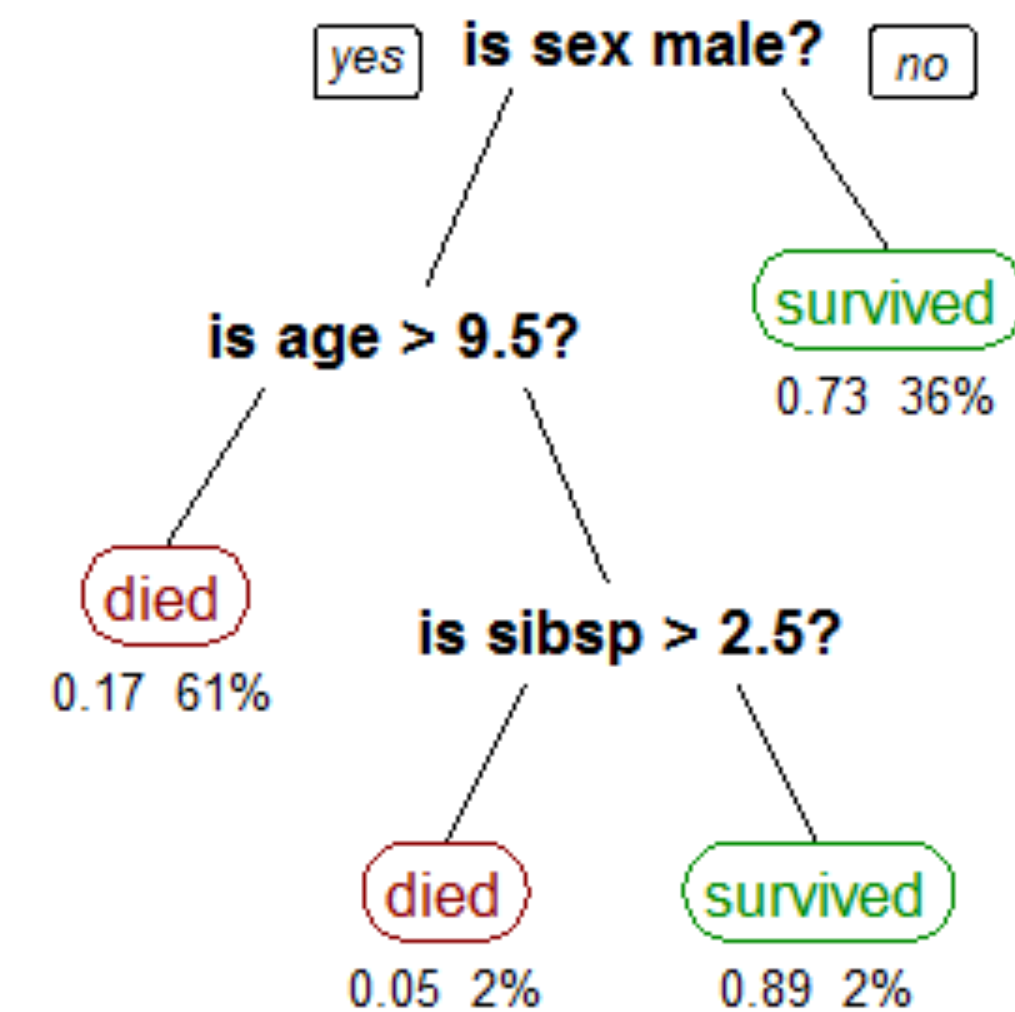 yes is sex male? no
survived
is age > 9.5?
0.73 36%
died
is sibsp > 2.5?
0.17 61%
died survived
0.05 2% 0.89 2%